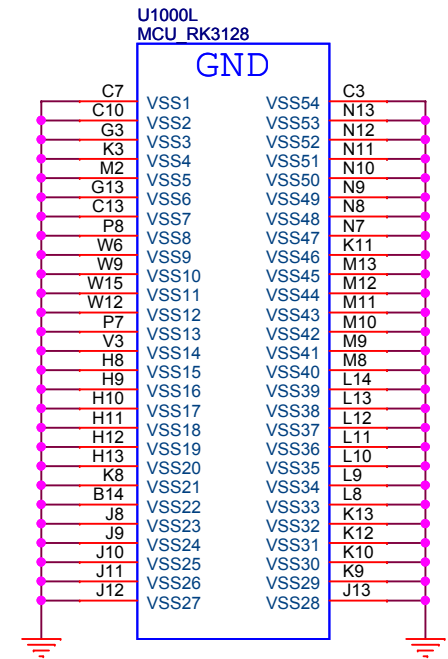 U1000L
MCU_RK3128
GND
C7 VSS1 VSS54 C3
C10 VSS2 VSS53 N13
G3 VSS3 VSS52 N12
K3 VSS4 VSS51 N11
M2 VSS5 VSS50 N10
G13 VSS6 VSS49 N9
C13 VSS7 VSS48 N8
P8 VSS8 VSS47 N7
W6 VSS9 VSS46 K11
W9 VSS10 VSS45 M13
W15 VSS11 VSS44 M12
W12 VSS12 VSS43 M11
P7 VSS13 VSS42 M10
V3 VSS14 VSS41 M9
H8 VSS15 VSS40 M8
H9 VSS16 VSS39 L14
H10 VSS17 VSS38 L13
H11 VSS18 VSS37 L12
H12 VSS19 VSS36 L11
H13 VSS20 VSS35 L10
K8 VSS21 VSS34 L9
B14 VSS22 VSS33 L8
J8 VSS23 VSS32 K13
J9 VSS24 VSS31 K12
J10 VSS25 VSS30 K10
J11 VSS26 VSS29 K9
J12 VSS27 VSS28 J13